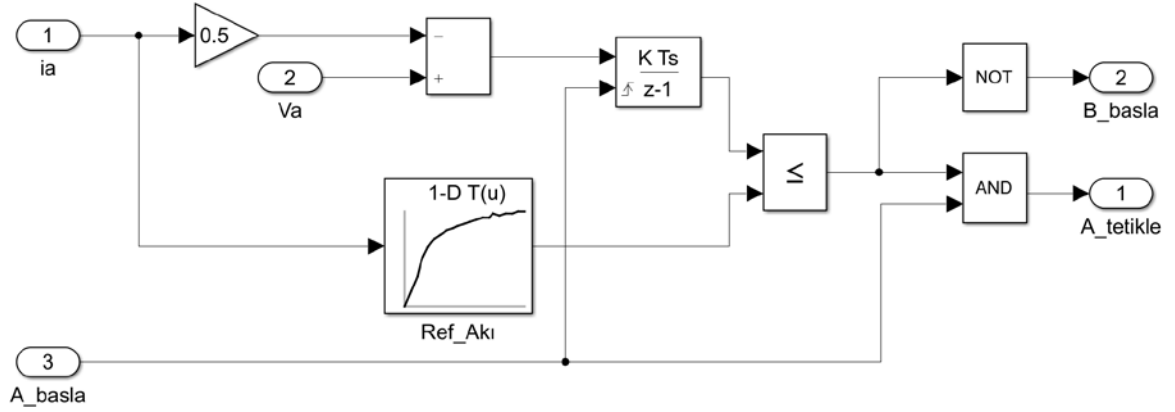 1
ia
0.5
2
Va
−
+
K Ts
z-1
1-D T(u)
Ref_Akı
≤
NOT
2
B_basla
AND
1
A_tetikle
3
A_basla